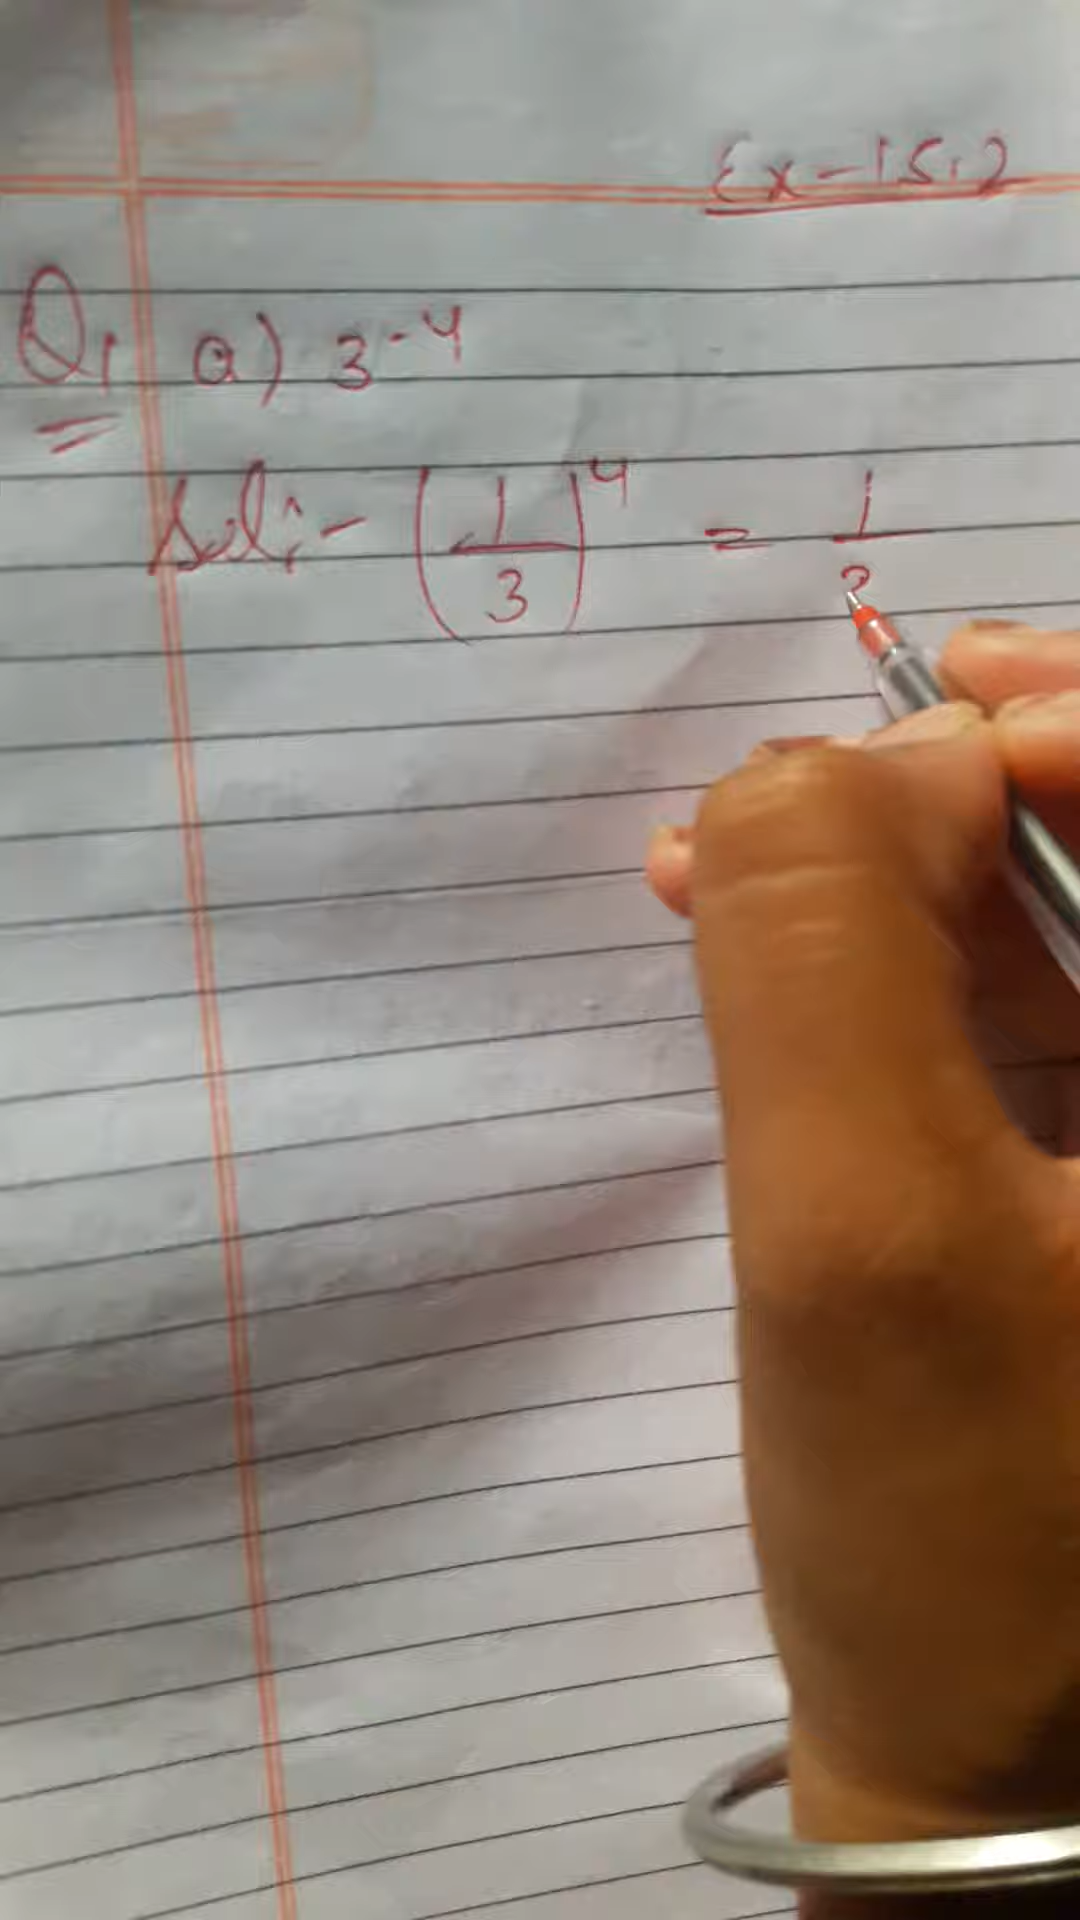 Ex-15.2
Q1 a) 3^-4
Sol:- (1/3)^4 = 1/3